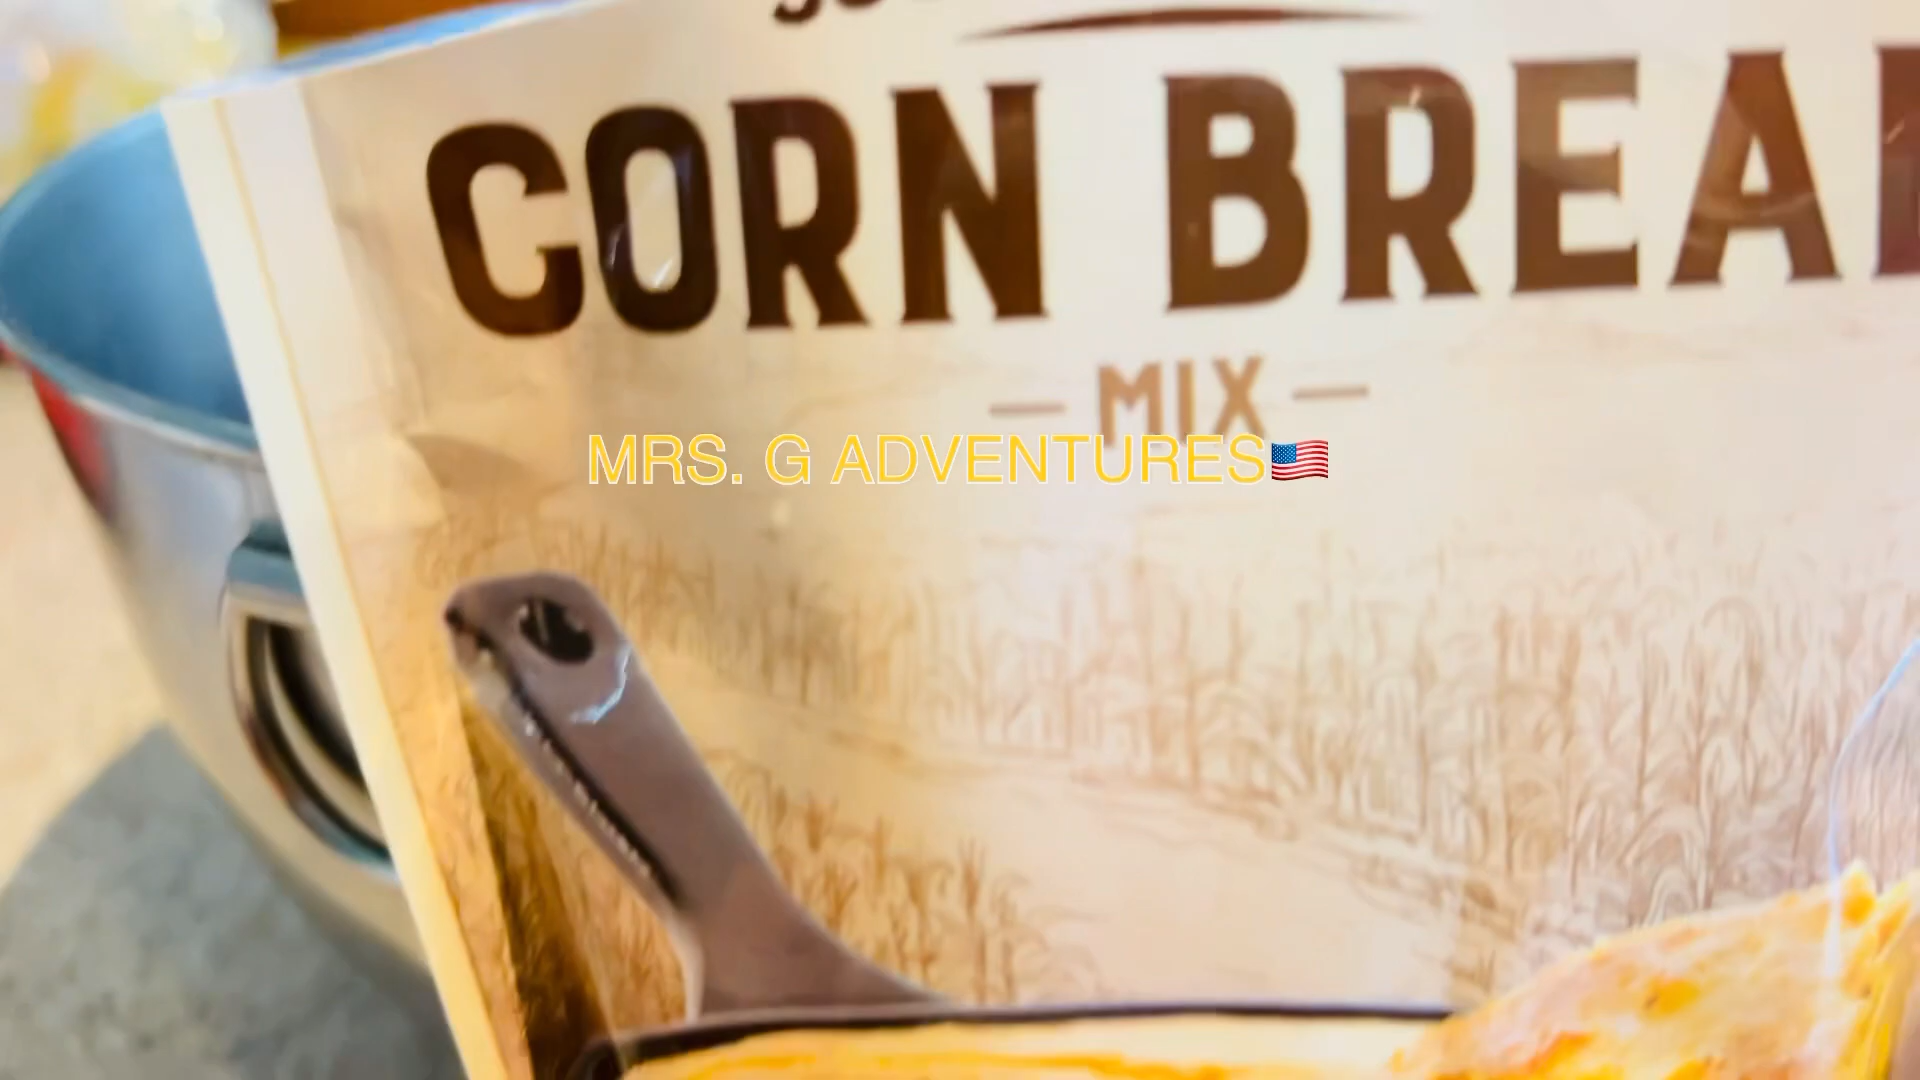 CORN BREA
MIX
MRS. G ADVENTURES🇺🇸